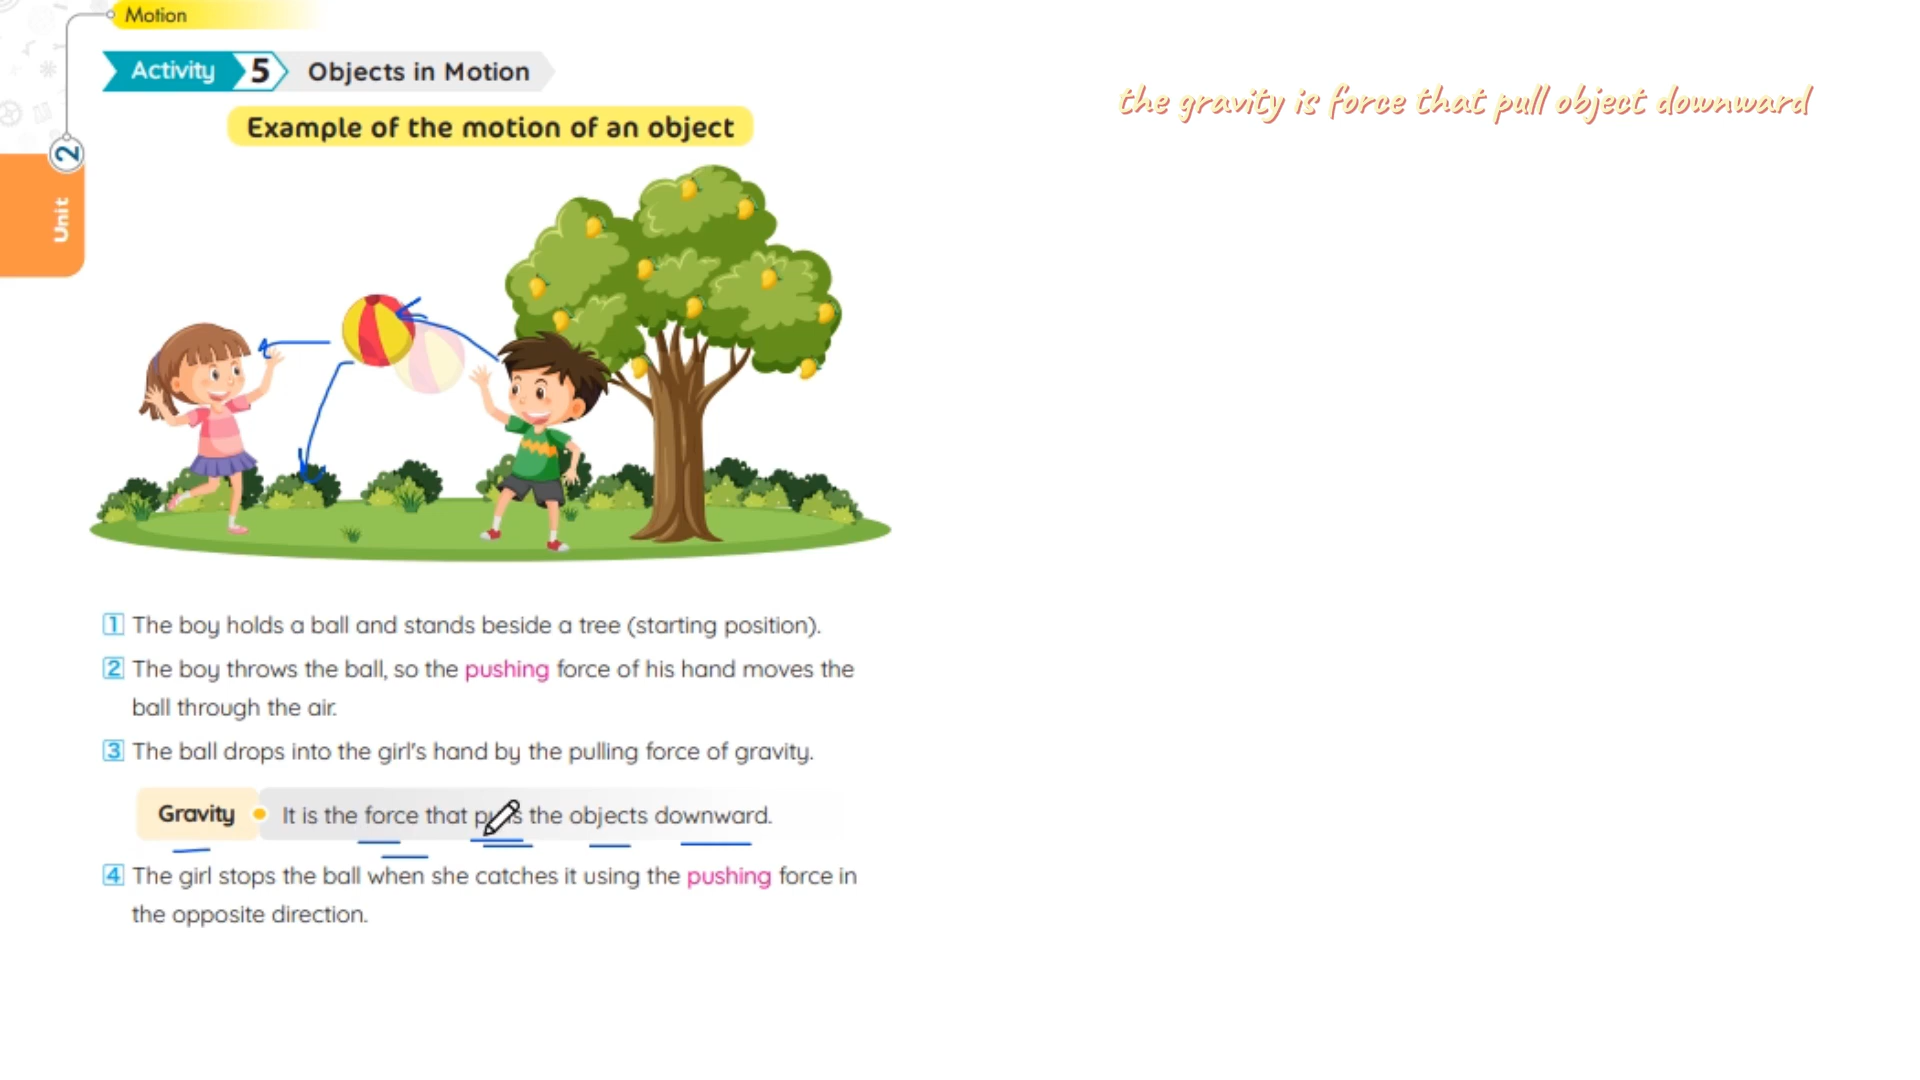 Motion
Activity 5 Objects in Motion
the gravity is force that pull object downward
Example of the motion of an object
2
Unit
1 The boy holds a ball and stands beside a tree (starting position).
2 The boy throws the ball, so the pushing force of his hand moves the
ball through the air.
3 The ball drops into the girl's hand by the pulling force of gravity.
Gravity It is the force that pulls the objects downward.
4 The girl stops the ball when she catches it using the pushing force in
the opposite direction.